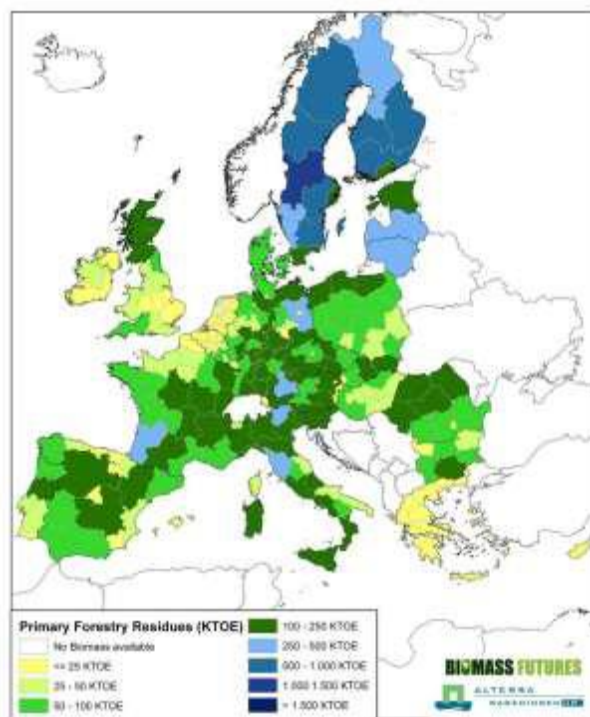 Primary Forestry Residues (KTOE)
No Biomass available
<= 25 KTOE
25 - 50 KTOE
50 - 100 KTOE
100 - 250 KTOE
250 - 500 KTOE
500 - 1.000 KTOE
1.000 1.500 KTOE
> 1.500 KTOE
BIOMASS FUTURES
ALTERRA
WAGENINGEN